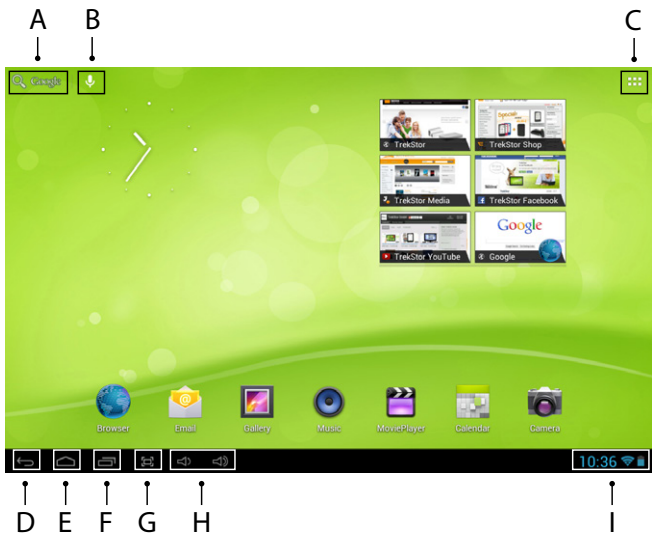 A B C
Google
TrekStor TrekStor Shop
TrekStor Media TrekStor Facebook
Google
TrekStor YouTube Google
Browser Email Gallery Music MoviePlayer Calendar Camera
10:36
D E F G H I